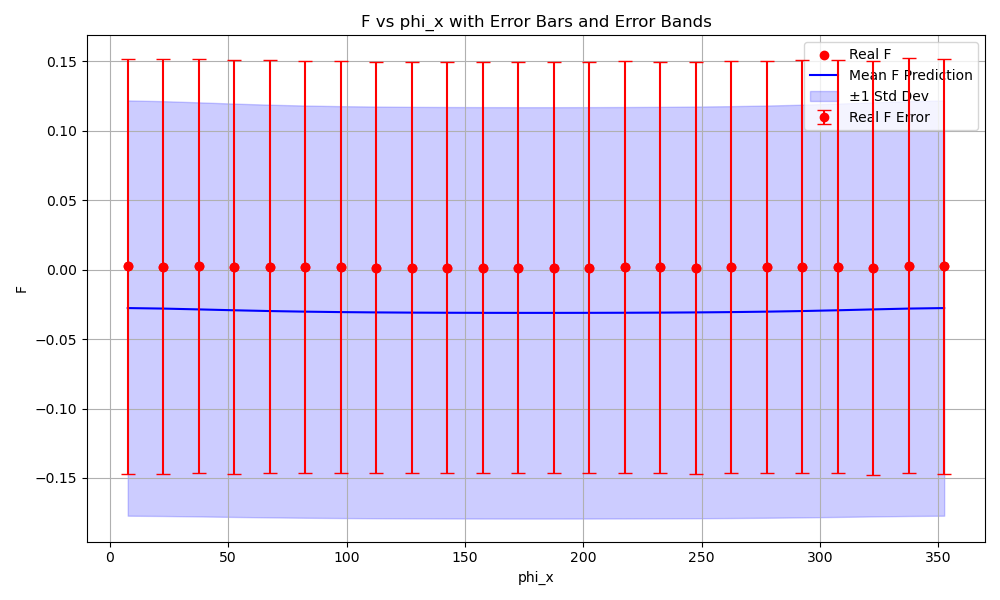 F vs phi_x with Error Bars and Error Bands
Real F
Mean F Prediction
±1 Std Dev
Real F Error
0.15
0.10
0.05
0.00
−0.05
−0.10
−0.15
F
0
50
100
150
200
250
300
350
phi_x